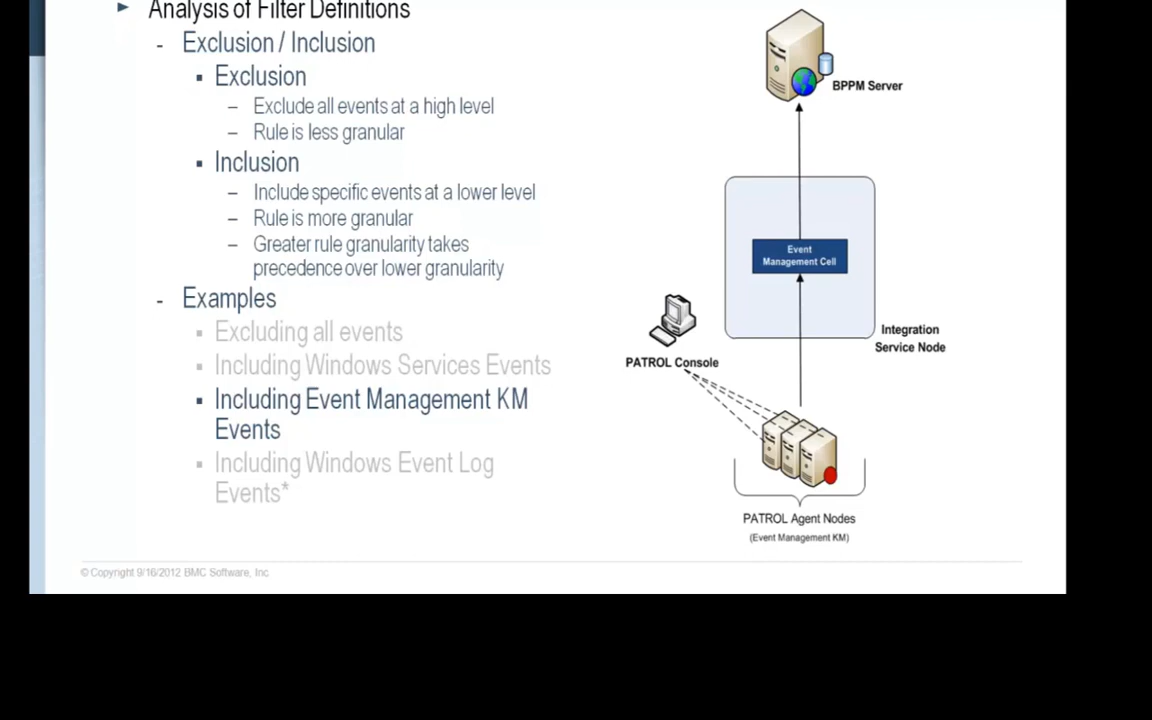 Analysis of Filter Definitions
Exclusion / Inclusion
Exclusion
Exclude all events at a high level
Rule is less granular
Inclusion
Include specific events at a lower level
Rule is more granular
Greater rule granularity takes
precedence over lower granularity
Examples
Excluding all events
Including Windows Services Events
Including Event Management KM
Events
Including Windows Event Log
Events*
BPPM Server
Event
Management Cell
Integration
Service Node
PATROL Console
PATROL Agent Nodes
(Event Management KM)
© Copyright 9/16/2012 BMC Software, Inc